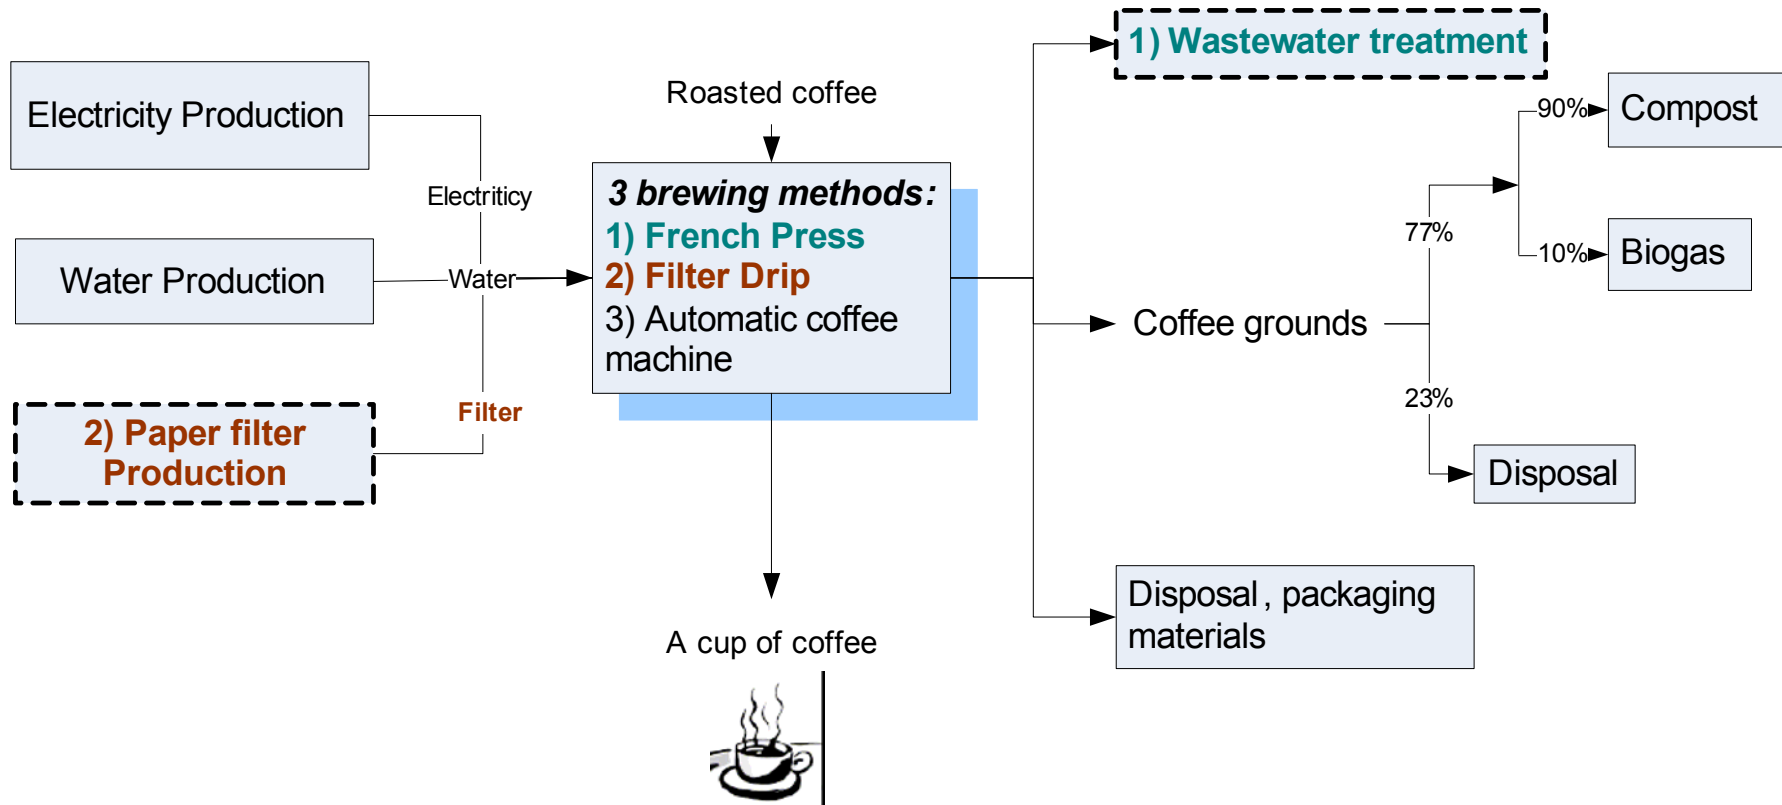 Electricity Production
Water Production
2) Paper filter
Production
Electriticy
Water
Filter
Roasted coffee
3 brewing methods:
1) French Press
2) Filter Drip
3) Automatic coffee
machine
A cup of coffee
1) Wastewater treatment
Coffee grounds
77%
23%
90%
10%
Compost
Biogas
Disposal
Disposal, packaging
materials